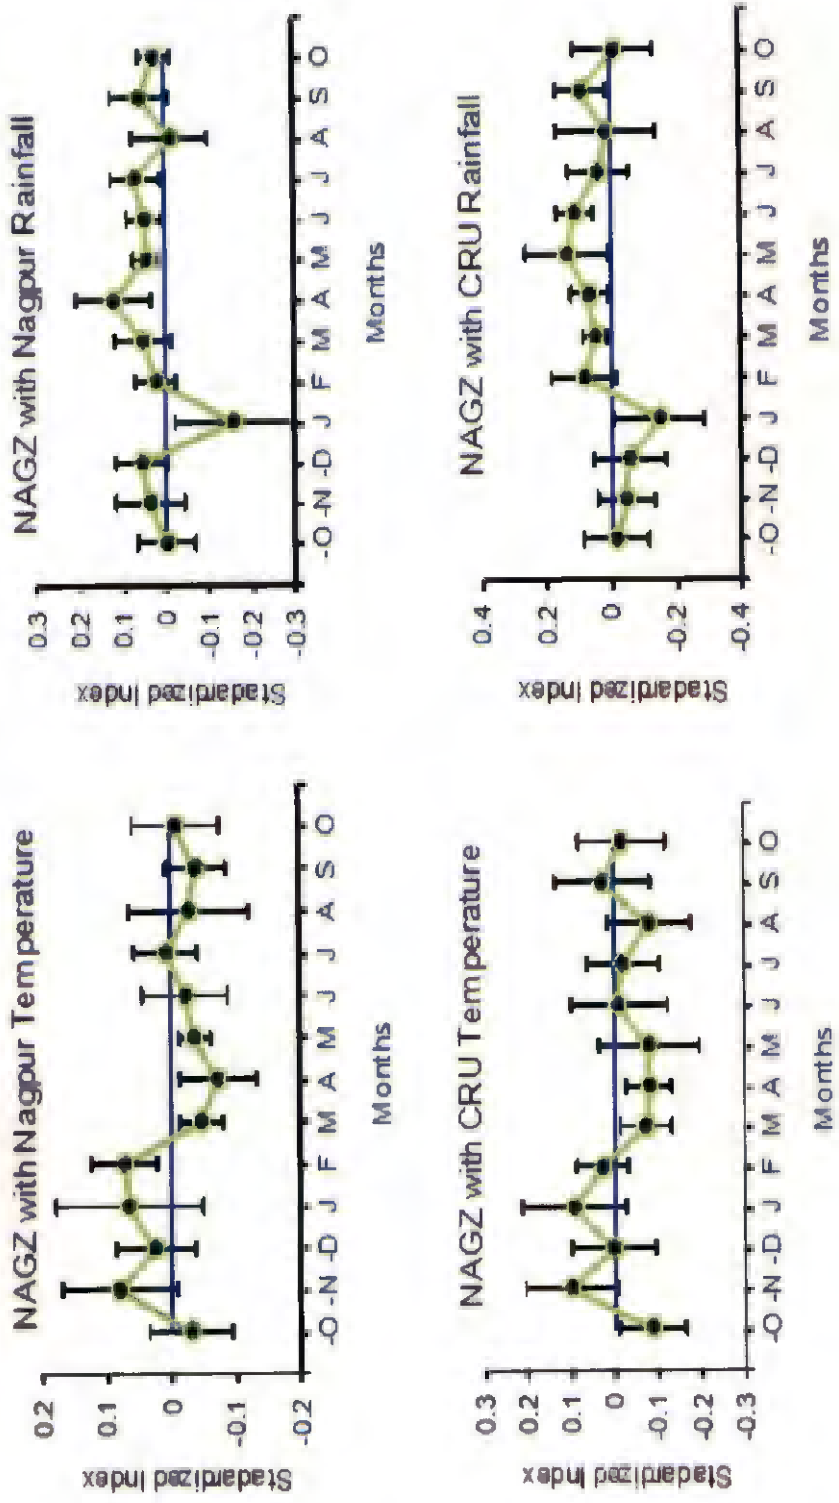 NAGZ with Nagpur Temperature
Stadardized Index
0.2
0.1
0
-0.1
-0.2
-O -N -D J F M A M J J A S O
Months
NAGZ with Nagpur Rainfall
Stadardized Index
0.3
0.2
0.1
0
-0.1
-0.2
-0.3
-O -N -D J F M A M J J A S O
Months
NAGZ with CRU Temperature
Stadardized Index
0.3
0.2
0.1
0
-0.1
-0.2
-0.3
-O -N -D J F M A M J J A S O
Months
NAGZ with CRU Rainfall
Stadardized Index
0.4
0.2
0
-0.2
-0.4
-O -N -D J F M A M J J A S O
Months